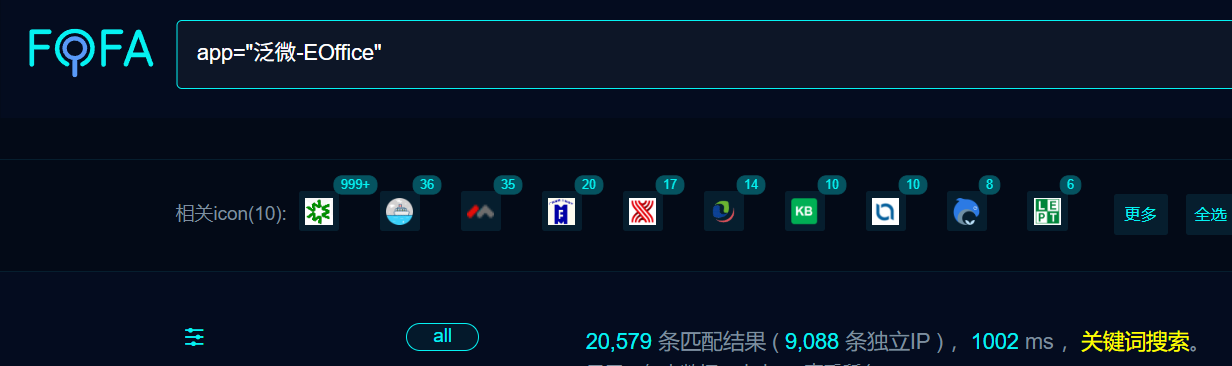 FOFA
app="泛微-EOffice"
999+ 36 35 20 17 14 10 10 8 6
相关icon(10): KB LEPT 更多 全选
all
20,579 条匹配结果 ( 9,088 条独立IP ) ，1002 ms ，关键词搜索。